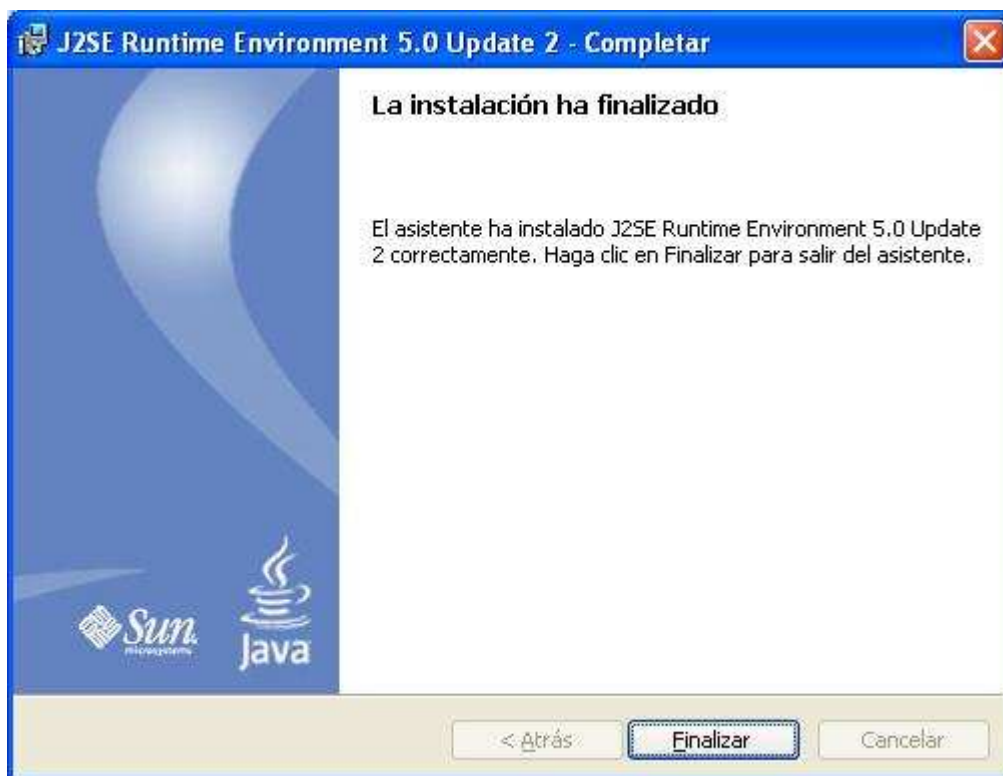 J2SE Runtime Environment 5.0 Update 2 - Completar
La instalación ha finalizado
El asistente ha instalado J2SE Runtime Environment 5.0 Update
2 correctamente. Haga clic en Finalizar para salir del asistente.
Sun
microsystems
Java
< Atrás
Finalizar
Cancelar